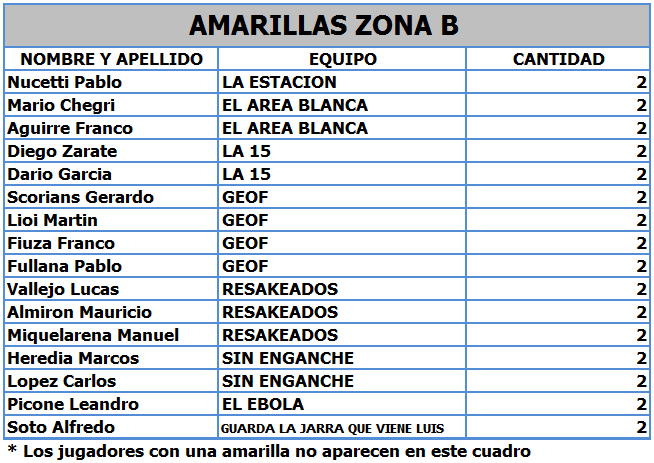 AMARILLAS ZONA B
NOMBRE Y APELLIDO EQUIPO CANTIDAD
Nucetti Pablo LA ESTACION 2
Mario Chegri EL AREA BLANCA 2
Aguirre Franco EL AREA BLANCA 2
Diego Zarate LA 15 2
Dario Garcia LA 15 2
Scorians Gerardo GEOF 2
Lioi Martin GEOF 2
Fiuza Franco GEOF 2
Fullana Pablo GEOF 2
Vallejo Lucas RESAKEADOS 2
Almiron Mauricio RESAKEADOS 2
Miquelarena Manuel RESAKEADOS 2
Heredia Marcos SIN ENGANCHE 2
Lopez Carlos SIN ENGANCHE 2
Picone Leandro EL EBOLA 2
Soto Alfredo GUARDA LA JARRA QUE VIENE LUIS 2
* Los jugadores con una amarilla no aparecen en este cuadro